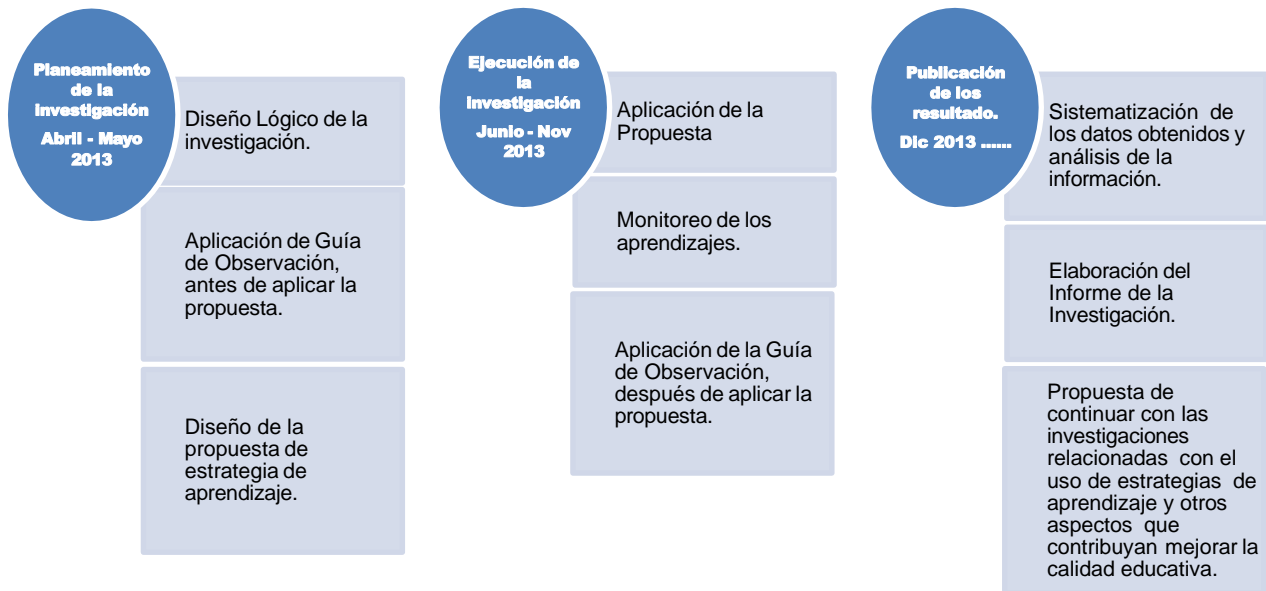 Planeamiento
de la
investigación
Abril - Mayo
2013
Diseño Lógico de la
investigación.
Aplicación de Guía
de Observación,
antes de aplicar la
propuesta.
Diseño de la
propuesta de
estrategia de
aprendizaje.
Ejecución de
la
investigación
Junio - Nov
2013
Aplicación de la
Propuesta
Monitoreo de los
aprendizajes.
Aplicación de la Guía
de Observación,
después de aplicar la
propuesta.
Publicación
de los
resultado.
Dic 2013 ......
Sistematización de
los datos obtenidos y
análisis de la
información.
Elaboración del
Informe de la
Investigación.
Propuesta de
continuar con las
investigaciones
relacionadas con el
uso de estrategias de
aprendizaje y otros
aspectos que
contribuyan mejorar la
calidad educativa.